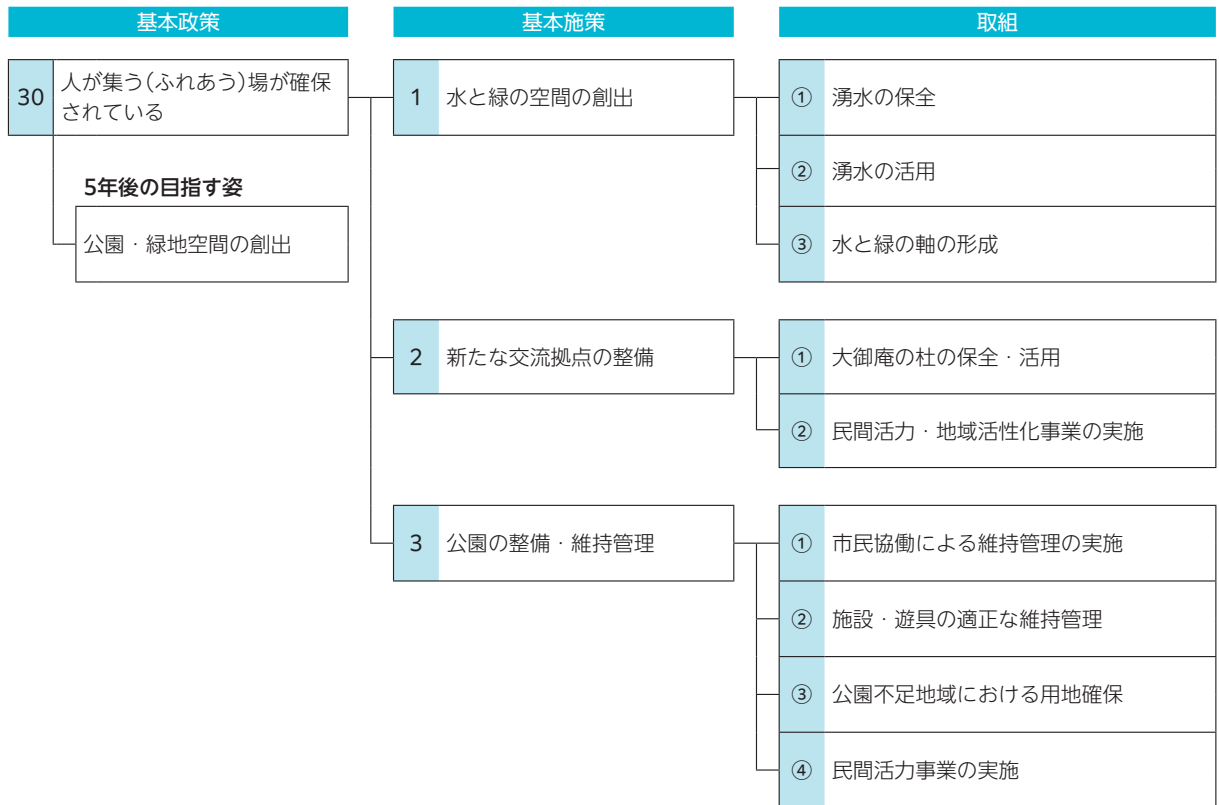 基本政策
基本施策
取組
30 人が集う(ふれあう)場が確保
されている
5年後の目指す姿
公園・緑地空間の創出
1 水と緑の空間の創出
① 湧水の保全
② 湧水の活用
③ 水と緑の軸の形成
2 新たな交流拠点の整備
① 大御庵の杜の保全・活用
② 民間活力・地域活性化事業の実施
3 公園の整備・維持管理
① 市民協働による維持管理の実施
② 施設・遊具の適正な維持管理
③ 公園不足地域における用地確保
④ 民間活力事業の実施